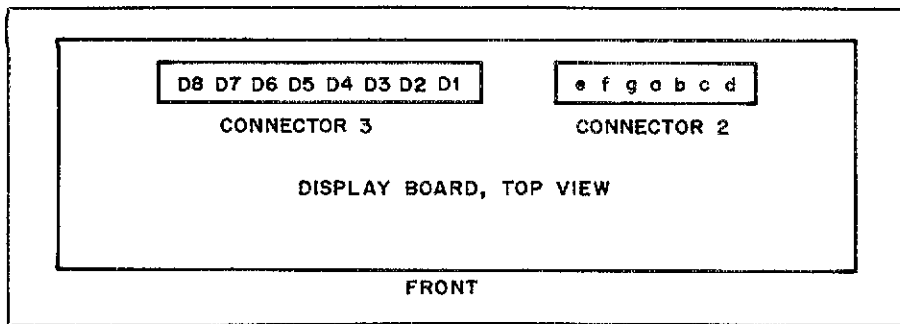 D8 D7 D6 D5 D4 D3 D2 D1
e f g a b c d
CONNECTOR 3
CONNECTOR 2
DISPLAY BOARD, TOP VIEW
FRONT